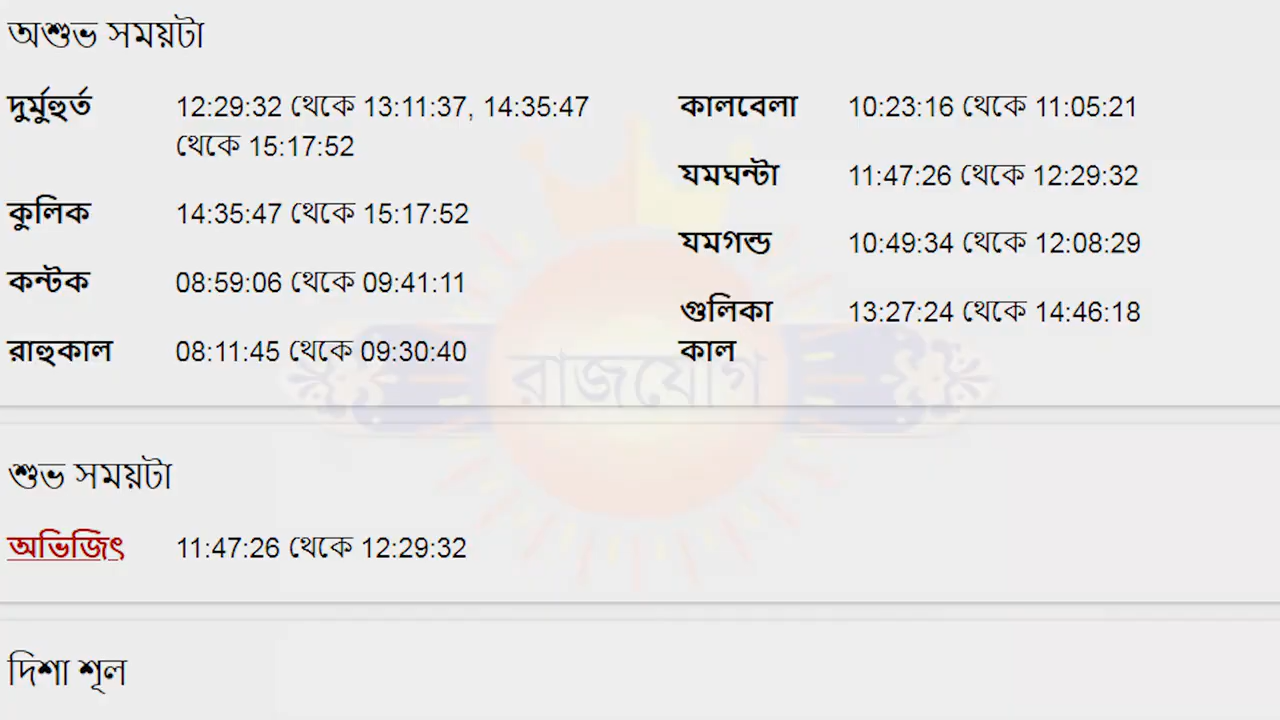 অশুভ সময়টা
দুর্মুহুর্ত 12:29:32 থেকে 13:11:37, 14:35:47
থেকে 15:17:52
কুলিক 14:35:47 থেকে 15:17:52
কন্টক 08:59:06 থেকে 09:41:11
রাহুকাল 08:11:45 থেকে 09:30:40
কালবেলা 10:23:16 থেকে 11:05:21
যমঘন্টা 11:47:26 থেকে 12:29:32
যমগন্ড 10:49:34 থেকে 12:08:29
গুলিকা 13:27:24 থেকে 14:46:18
কাল
রাজযোগ
শুভ সময়টা
অভিজিৎ 11:47:26 থেকে 12:29:32
দিশা শূল